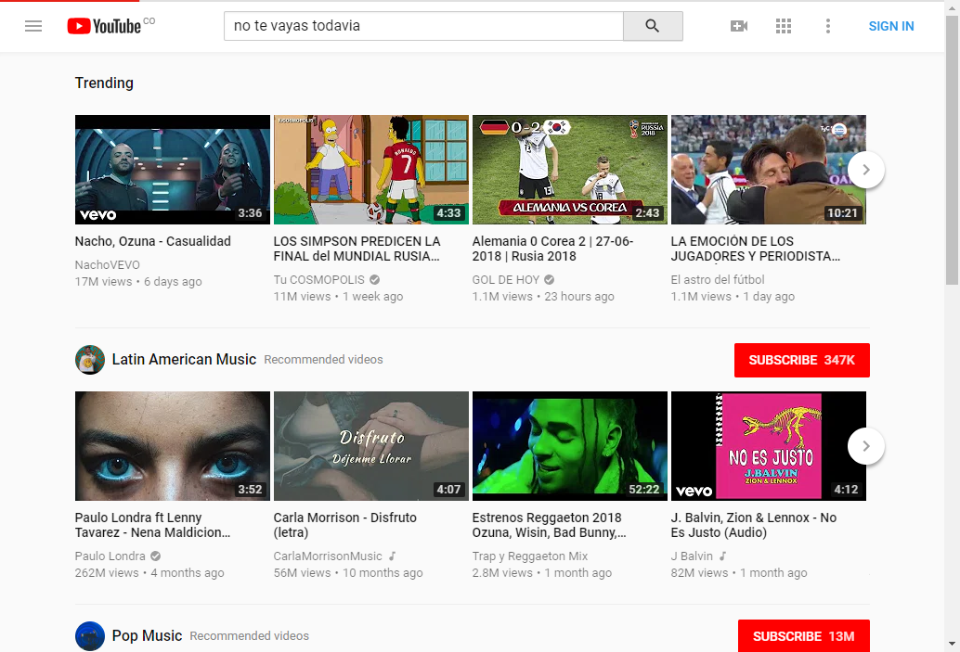 YouTube CO
no te vayas todavia
SIGN IN
Trending
vevo
3:36
Nacho, Ozuna - Casualidad
NachoVEVO
17M views • 6 days ago
RONALDO
7
4:33
LOS SIMPSON PREDICEN LA
FINAL del MUNDIAL RUSIA...
Tu COSMOPOLIS
11M views • 1 week ago
0-2
RUSSIA
2018
ALEMANIA VS COREA
2:43
Alemania 0 Corea 2 | 27-06-
2018 | Rusia 2018
GOL DE HOY
1.1M views • 23 hours ago
10:21
LA EMOCIÓN DE LOS
JUGADORES Y PERIODISTA...
El astro del fútbol
1.1M views • 1 day ago
Latin American Music Recommended videos
SUBSCRIBE 347K
3:52
Paulo Londra ft Lenny
Tavarez - Nena Maldicion...
Paulo Londra
262M views • 4 months ago
Disfruto
Déjenme Llorar
4:07
Carla Morrison - Disfruto
(letra)
CarlaMorrisonMusic
56M views • 10 months ago
52:22
Estrenos Reggaeton 2018
Ozuna, Wisin, Bad Bunny,...
Trap y Reggaeton Mix
2.8M views • 1 month ago
NO ES JUSTO
J. BALVIN
ZION & LENNOX
vevo
4:12
J. Balvin, Zion & Lennox - No
Es Justo (Audio)
J Balvin
82M views • 1 month ago
Pop Music Recommended videos
SUBSCRIBE 13M